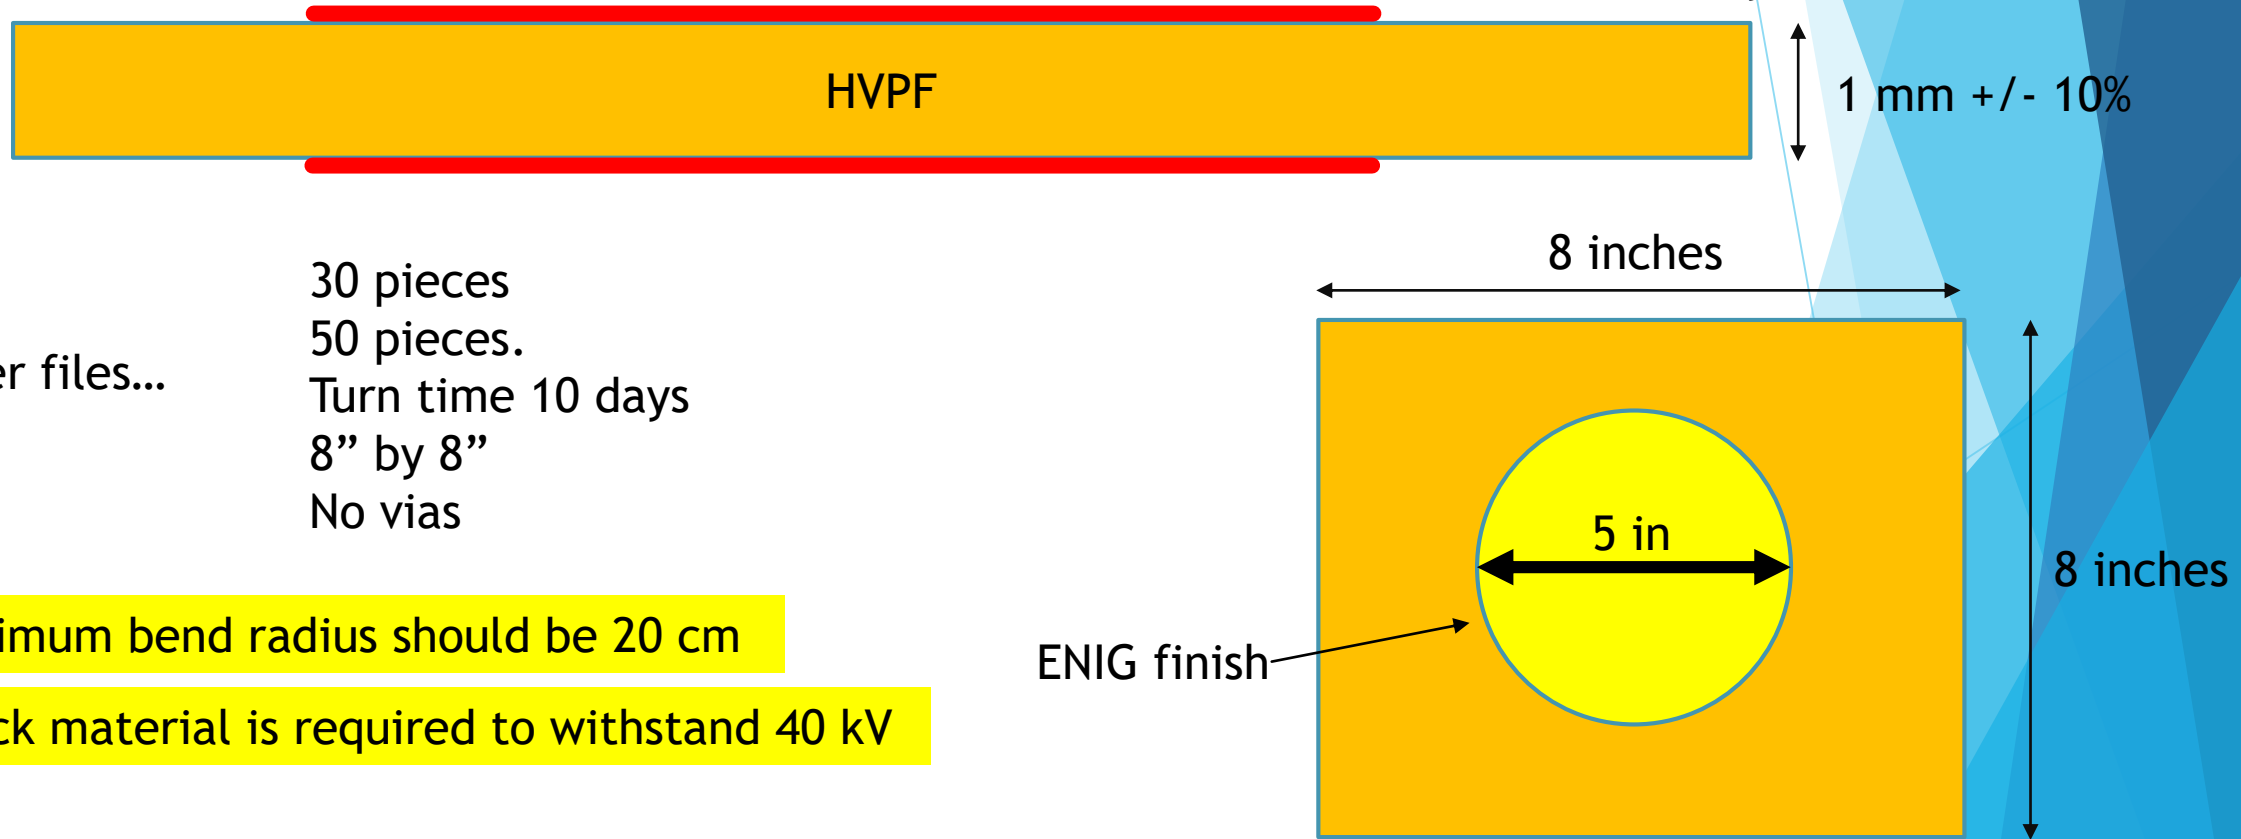 HVPF
1 mm +/- 10%
30 pieces
50 pieces.
Turn time 10 days
8” by 8”
No vias
er files…
8 inches
5 in
8 inches
ENIG finish
imum bend radius should be 20 cm
ck material is required to withstand 40 kV